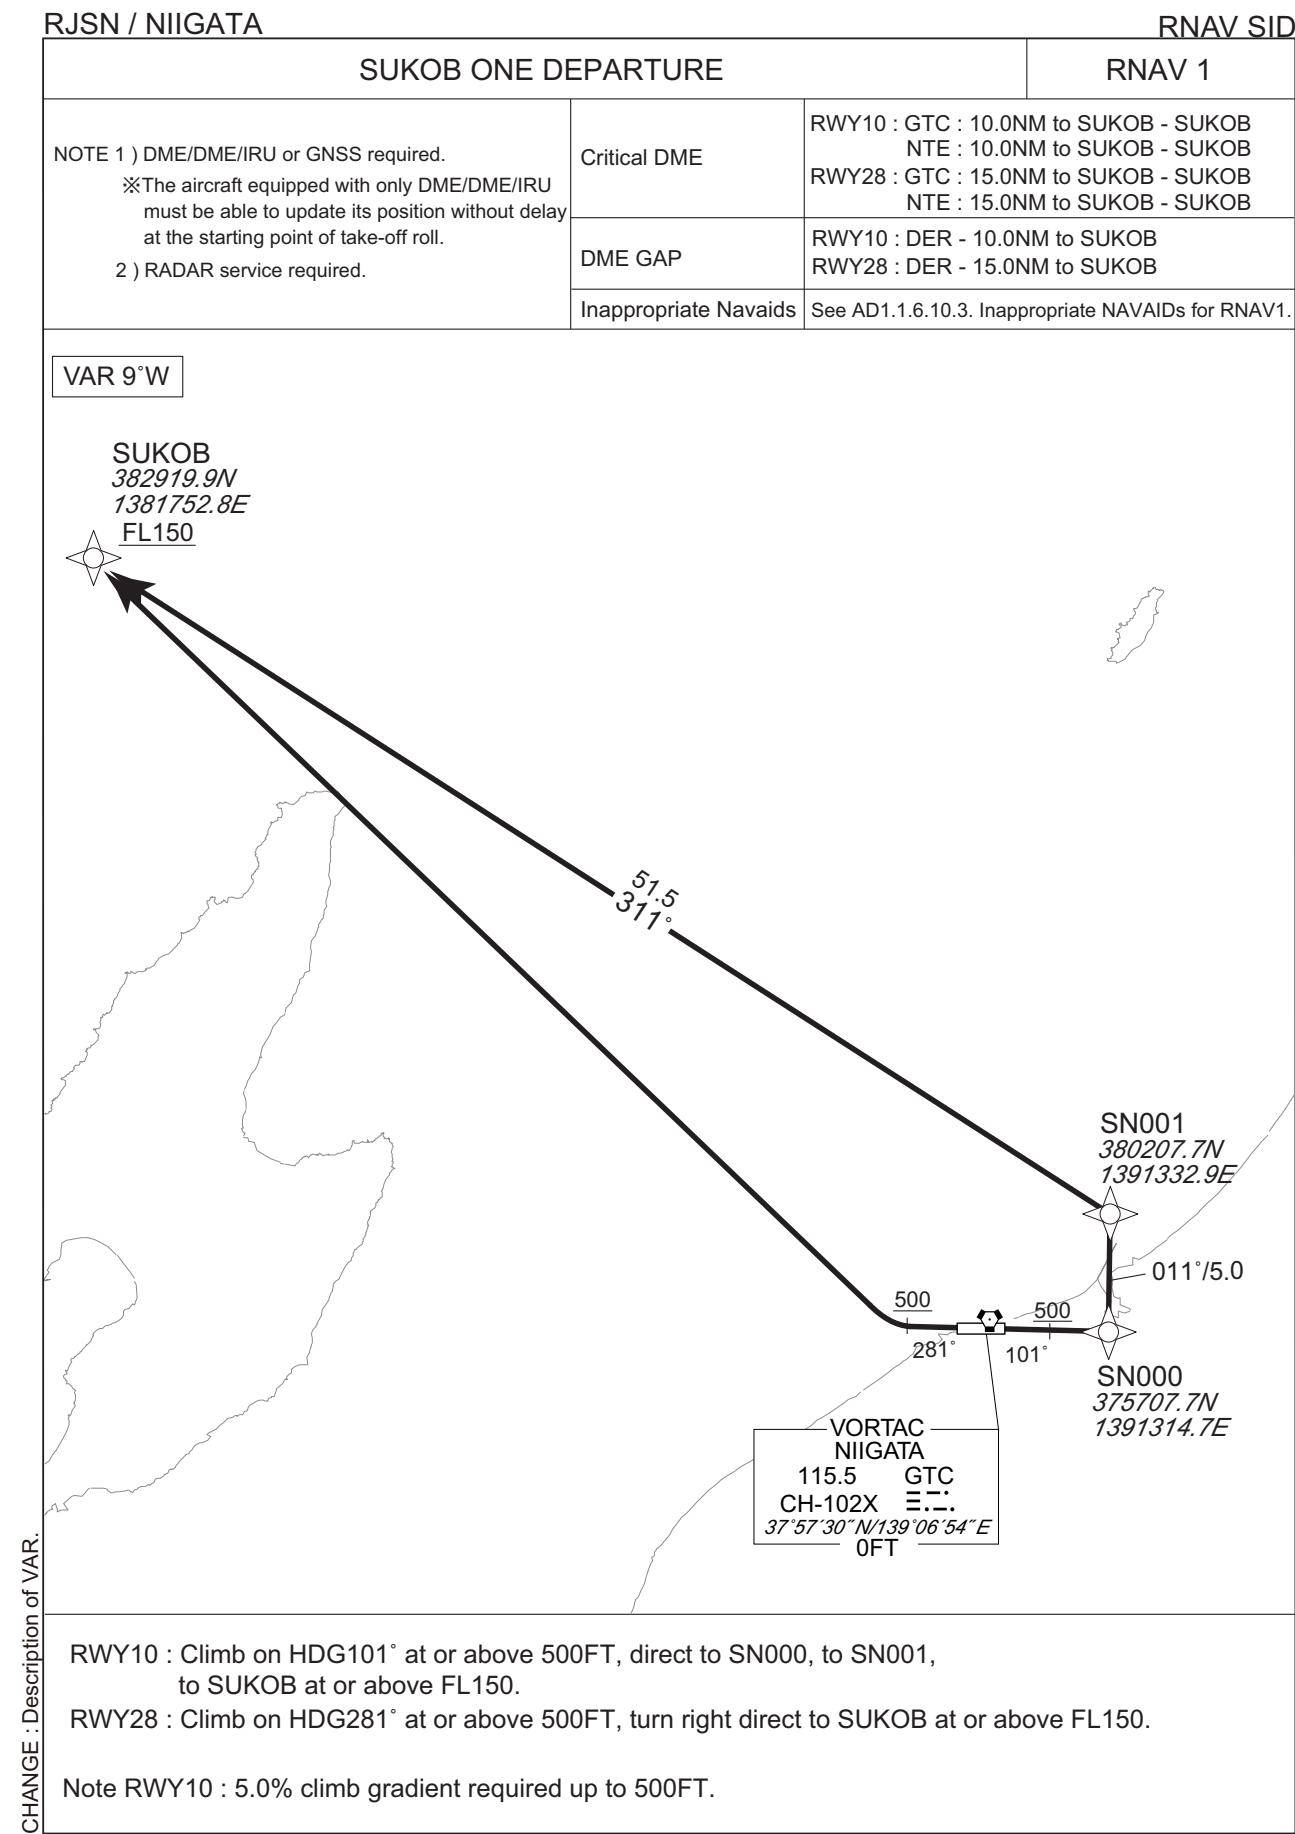 RJSN / NIIGATA
RNAV SID
SUKOB ONE DEPARTURE
RNAV 1
NOTE 1 ) DME/DME/IRU or GNSS required.
※The aircraft equipped with only DME/DME/IRU
must be able to update its position without delay
at the starting point of take-off roll.
2 ) RADAR service required.
Critical DME
RWY10 : GTC : 10.0NM to SUKOB - SUKOB
NTE : 10.0NM to SUKOB - SUKOB
RWY28 : GTC : 15.0NM to SUKOB - SUKOB
NTE : 15.0NM to SUKOB - SUKOB
DME GAP
RWY10 : DER - 10.0NM to SUKOB
RWY28 : DER - 15.0NM to SUKOB
Inappropriate Navaids
See AD1.1.6.10.3. Inappropriate NAVAIDs for RNAV1.
VAR 9˚W
SUKOB
382919.9N
1381752.8E
FL150
51.5
311˚
SN001
380207.7N
1391332.9E
011˚/5.0
500
500
281˚
101˚
SN000
375707.7N
1391314.7E
VORTAC
NIIGATA
115.5 GTC
CH-102X
37˚57´30˝N/139˚06´54˝E
0FT
RWY10 : Climb on HDG101˚ at or above 500FT, direct to SN000, to SN001,
to SUKOB at or above FL150.
RWY28 : Climb on HDG281˚ at or above 500FT, turn right direct to SUKOB at or above FL150.
Note RWY10 : 5.0% climb gradient required up to 500FT.
CHANGE : Description of VAR.